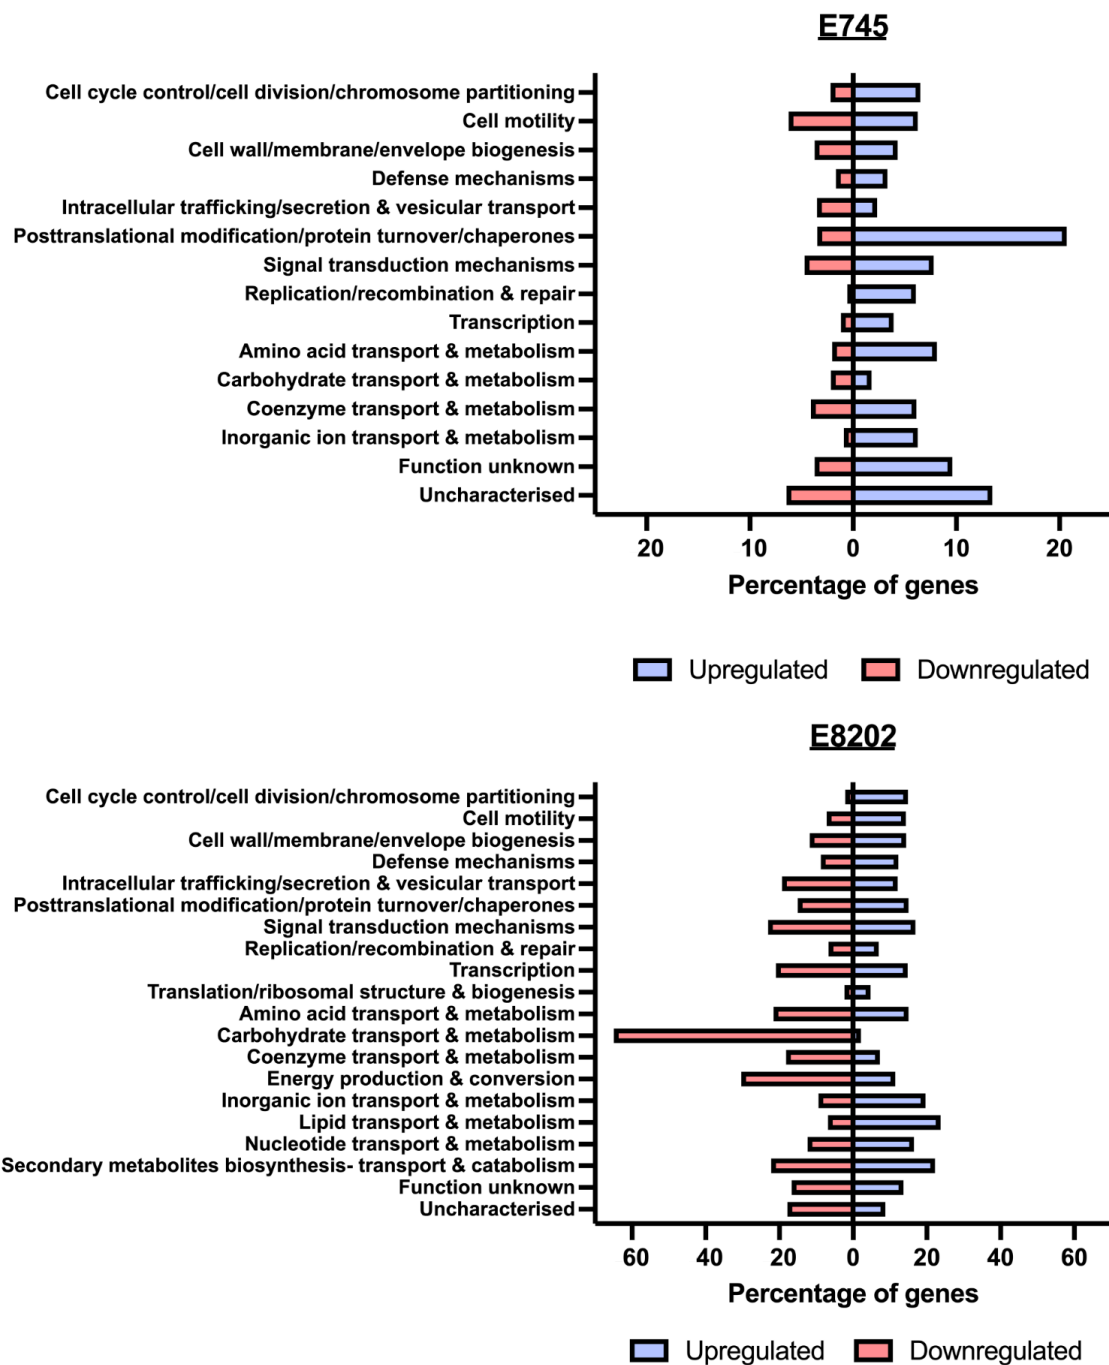 E745
Cell cycle control/cell division/chromosome partitioning
Cell motility
Cell wall/membrane/envelope biogenesis
Defense mechanisms
Intracellular trafficking/secretion & vesicular transport
Posttranslational modification/protein turnover/chaperones
Signal transduction mechanisms
Replication/recombination & repair
Transcription
Amino acid transport & metabolism
Carbohydrate transport & metabolism
Coenzyme transport & metabolism
Inorganic ion transport & metabolism
Function unknown
Uncharacterised
20 10 0 10 20
Percentage of genes
Upregulated Downregulated
E8202
Cell cycle control/cell division/chromosome partitioning
Cell motility
Cell wall/membrane/envelope biogenesis
Defense mechanisms
Intracellular trafficking/secretion & vesicular transport
Posttranslational modification/protein turnover/chaperones
Signal transduction mechanisms
Replication/recombination & repair
Transcription
Translation/ribosomal structure & biogenesis
Amino acid transport & metabolism
Carbohydrate transport & metabolism
Coenzyme transport & metabolism
Energy production & conversion
Inorganic ion transport & metabolism
Lipid transport & metabolism
Nucleotide transport & metabolism
Secondary metabolites biosynthesis- transport & catabolism
Function unknown
Uncharacterised
60 40 20 0 20 40 60
Percentage of genes
Upregulated Downregulated